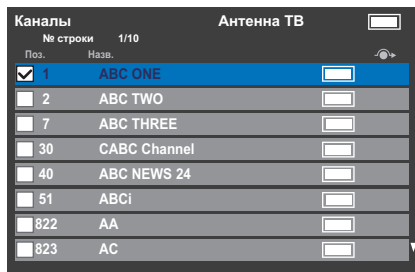 Каналы Антенна ТВ
№ строки 1/10
Поз. Назв.
1 ABC ONE
2 ABC TWO
7 ABC THREE
30 CABC Channel
40 ABC NEWS 24
51 ABCi
822 AA
823 AC